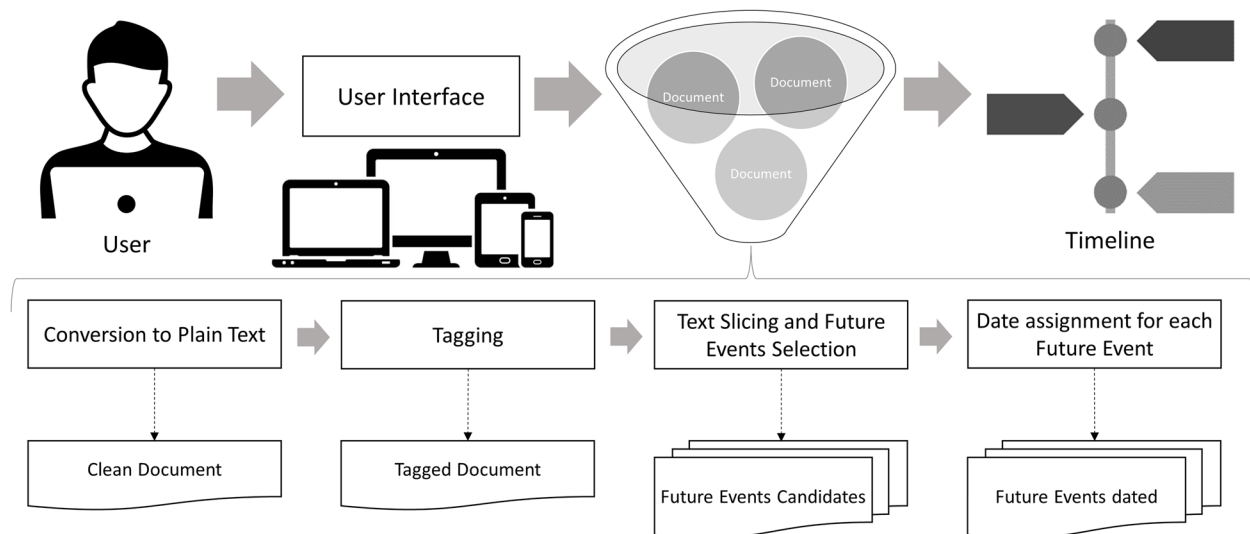 User
User Interface
Document
Document
Document
Timeline
Conversion to Plain Text
Tagging
Text Slicing and Future
Events Selection
Date assignment for each
Future Event
Clean Document
Tagged Document
Future Events Candidates
Future Events dated